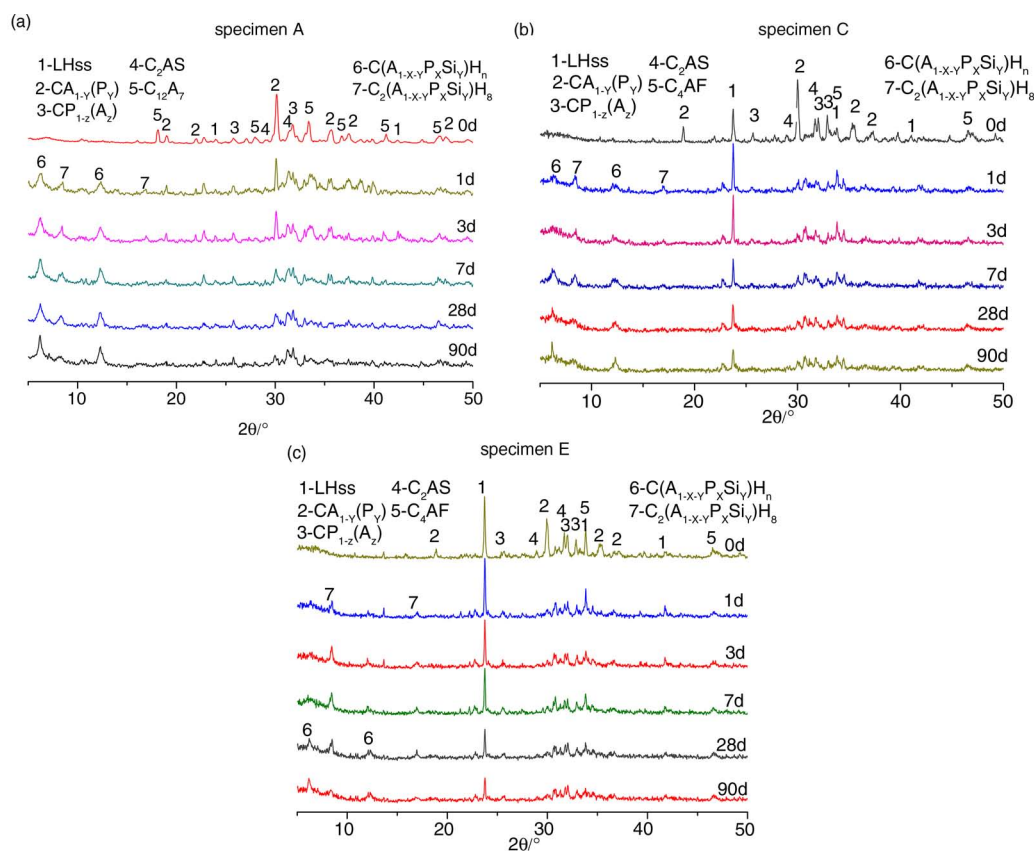 (a)
specimen A
1-LHss 4-C₂AS 6-C(A₁₋X₋YPXSiY)Hn
2-CA₁₋Y(PY) 5-C₁₂A₇ 7-C₂(A₁₋X₋YPXSiY)H₈
3-CP₁₋z(Az)
2
5 2 2 1 3 2 5 4 4 3 5 2 5 2 5 1 5 2
0d
6 7 6 7
1d
3d
7d
28d
90d
10 20 30 40 50
2θ/°
(b)
specimen C
1-LHss 4-C₂AS 6-C(A₁₋X₋YPXSiY)Hn
2-CA₁₋Y(PY) 5-C₄AF 7-C₂(A₁₋X₋YPXSiY)H₈
3-CP₁₋z(Az)
2
2 1 3 4 4 3 3 5 1 2 2 1 5
0d
6 7 6 7
1d
3d
7d
28d
90d
10 20 30 40 50
2θ/°
(c)
specimen E
1-LHss 4-C₂AS 6-C(A₁₋X₋YPXSiY)Hn
2-CA₁₋Y(PY) 5-C₄AF 7-C₂(A₁₋X₋YPXSiY)H₈
3-CP₁₋z(Az)
1
2 3 4 2 4 3 3 5 1 2 2 1 5
0d
7 7
1d
3d
7d
6 6
28d
90d
10 20 30 40 50
2θ/°